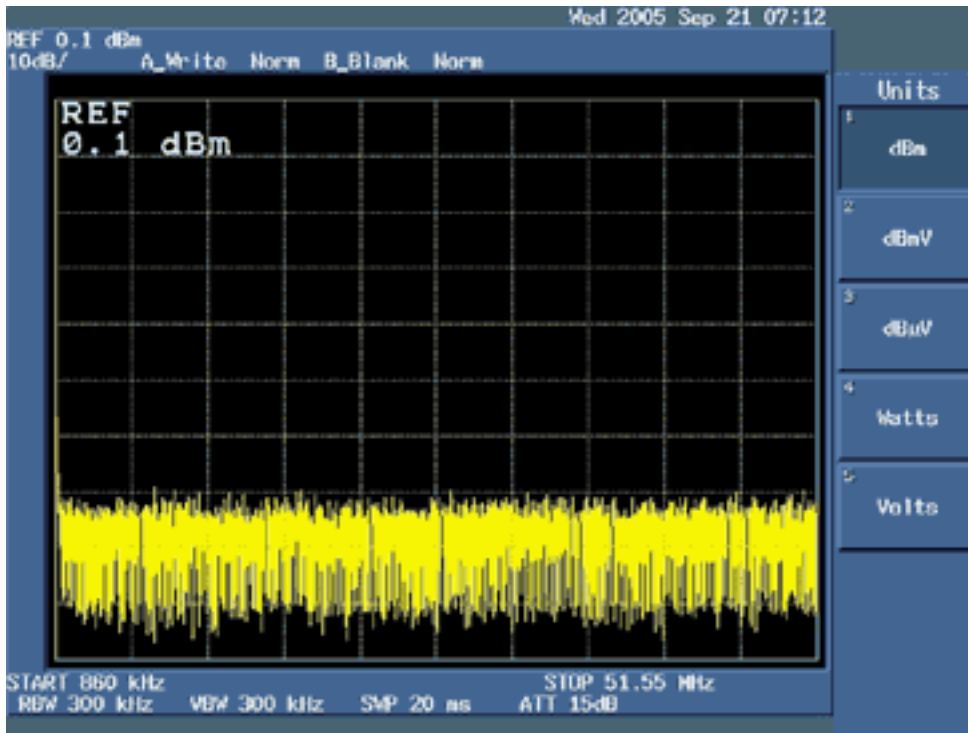 Wed 2005 Sep 21 07:12
REF 0.1 dBm
10dB/ A_Write Norm B_Blank Norm
REF
0.1 dBm
START 860 kHz STOP 51.55 MHz
RBW 300 kHz VBW 300 kHz SWP 20 ms ATT 15dB
Units
1
dBm
2
dBmV
3
dBµV
4
Watts
5
Volts